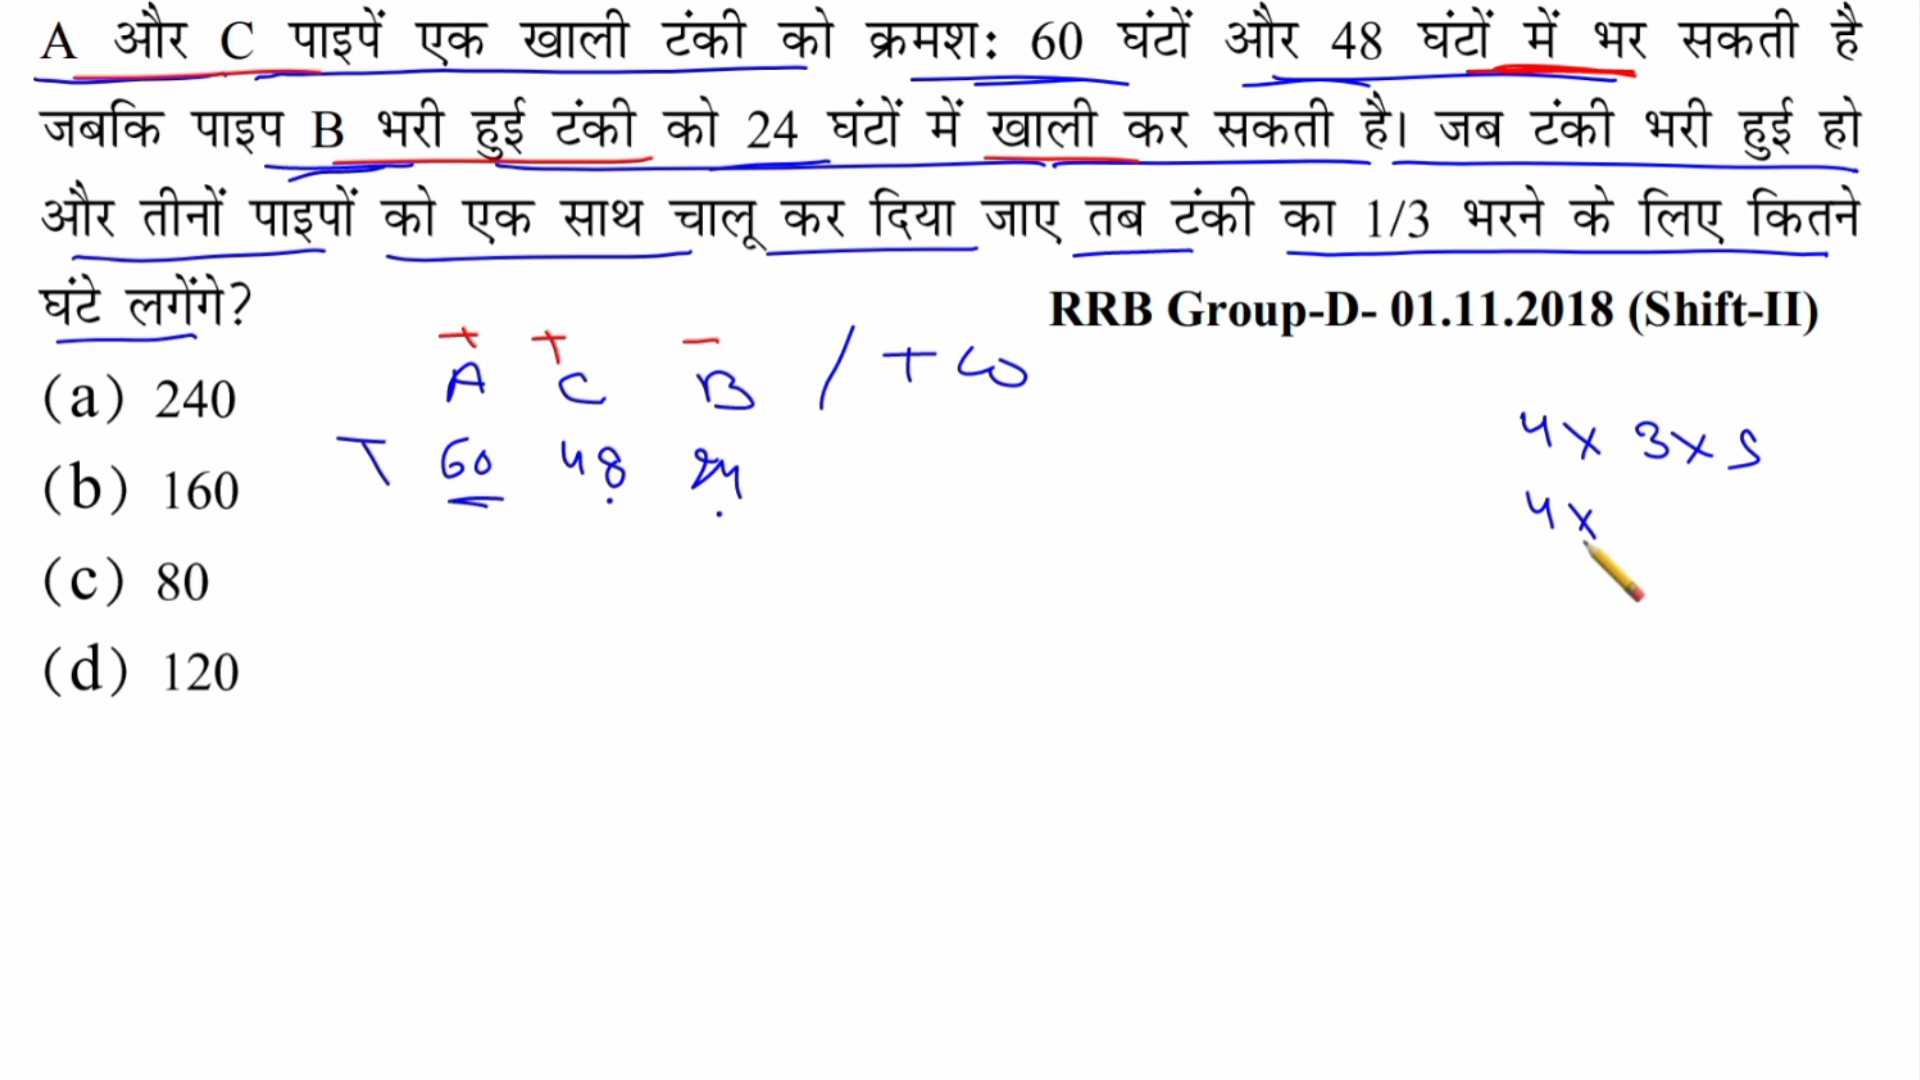 A और C पाइपें एक खाली टंकी को क्रमश: 60 घंटों और 48 घंटों में भर सकती है
जबकि पाइप B भरी हुई टंकी को 24 घंटों में खाली कर सकती है। जब टंकी भरी हुई हो
और तीनों पाइपों को एक साथ चालू कर दिया जाए तब टंकी का 1/3 भरने के लिए कितने
घंटे लगेंगे?
RRB Group-D- 01.11.2018 (Shift-II)
+ + -
A C B / T W
T 60 48 24
4 x 3 x 5
4 x
(a) 240
(b) 160
(c) 80
(d) 120